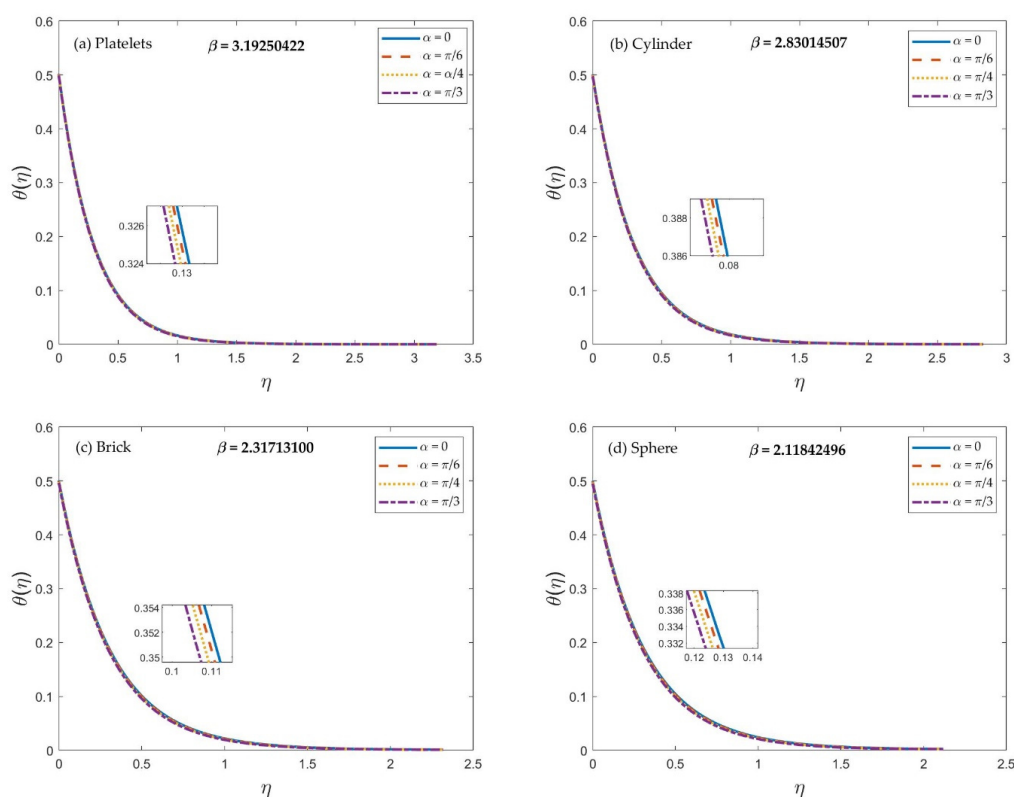 (a) Platelets
β = 3.19250422
α = 0
α = π/6
α = α/4
α = π/3
0.6
0.5
0.4
0.3
0.2
0.1
0
θ(η)
0.326
0.324
0.13
0 0.5 1 1.5 2 2.5 3 3.5
η
(b) Cylinder
β = 2.83014507
α = 0
α = π/6
α = π/4
α = π/3
0.6
0.5
0.4
0.3
0.2
0.1
0
θ(η)
0.388
0.386
0.08
0 0.5 1 1.5 2 2.5 3
η
(c) Brick
β = 2.31713100
α = 0
α = π/6
α = π/4
α = π/3
0.6
0.5
0.4
0.3
0.2
0.1
0
θ(η)
0.354
0.352
0.35
0.1 0.11
0 0.5 1 1.5 2 2.5
η
(d) Sphere
β = 2.11842496
α = 0
α = π/6
α = π/4
α = π/3
0.6
0.5
0.4
0.3
0.2
0.1
0
θ(η)
0.338
0.336
0.334
0.332
0.12 0.13 0.14
0 0.5 1 1.5 2 2.5
η